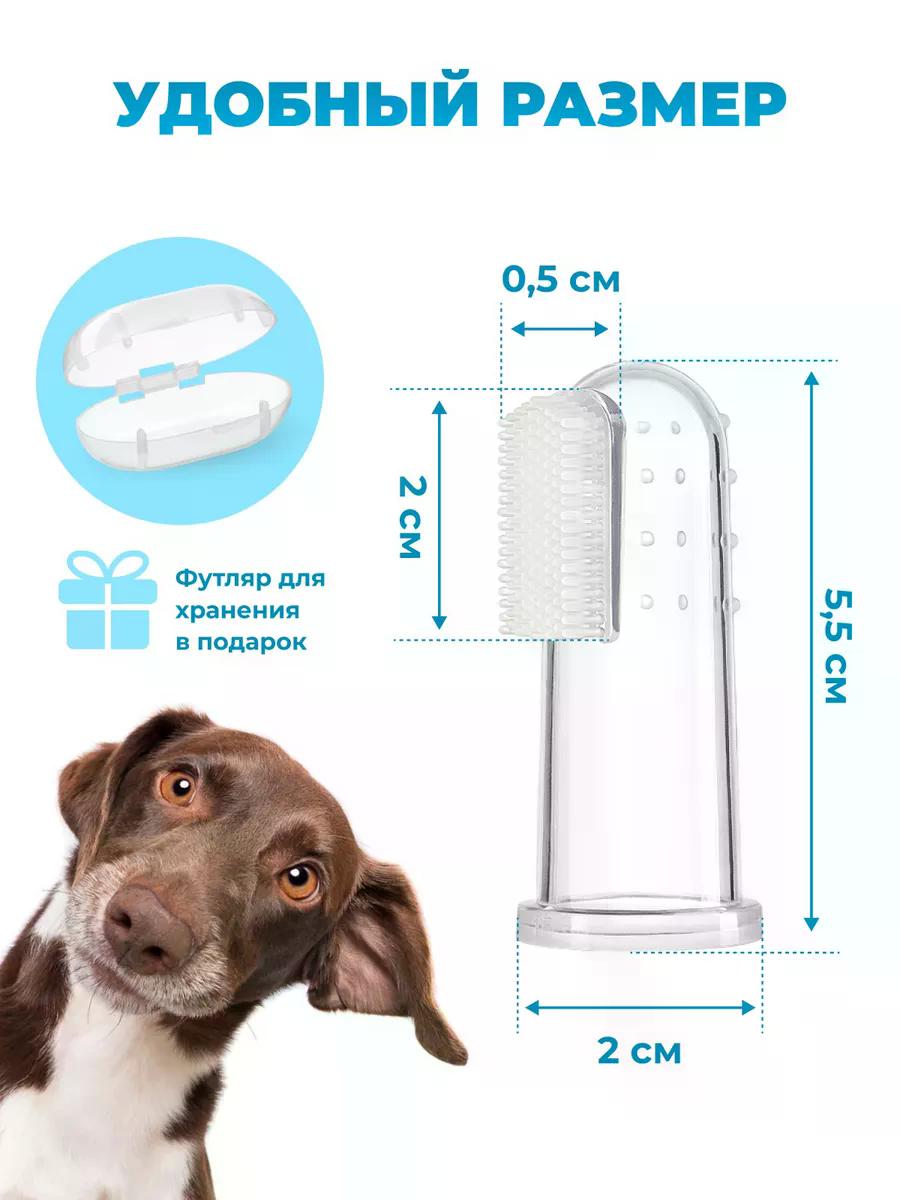 УДОБНЫЙ РАЗМЕР
0,5 см
2 см
5,5 см
Футляр для
хранения
в подарок
2 см